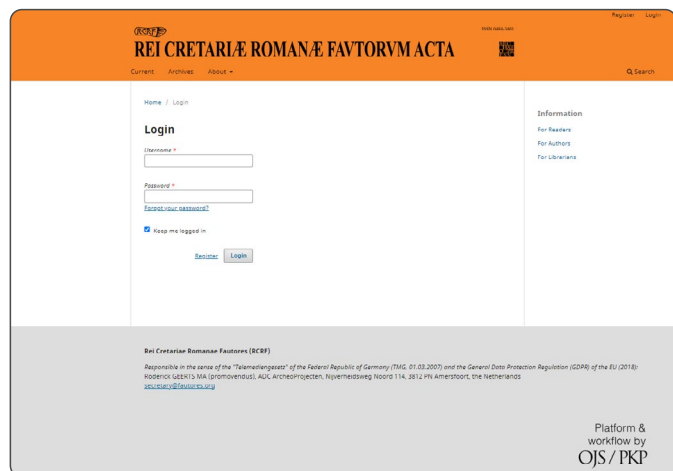 Register Login
RCRF
REI CRETARIÆ ROMANÆ FAVTORVM ACTA
Current Archives About
Search
Home / Login
Login
Username *
Password *
Forgot your password?
Keep me logged in
Register Login
Information
For Readers
For Authors
For Librarians
Rei Cretariae Romanae Fautores (RCRF)
Responsible in the sense of the "Telemediengesetz" of the Federal Republic of Germany (TMG, 01.03.2007) and the General Data Protection Regulation (GDPR) of the EU (2018):
Roderick GEERTS MA (promovendus), ADC ArcheoProjecten, Nijverheidsweg Noord 114, 3812 PN Amersfoort, the Netherlands
secretary@fautores.org
Platform &
workflow by
OJS / PKP